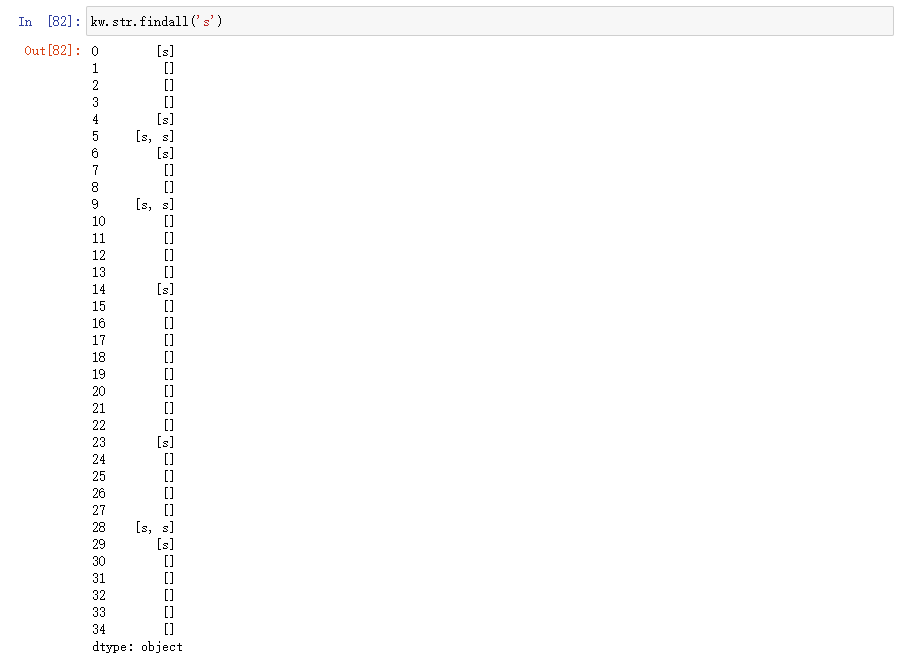 In [82]: kw.str.findall('s')
Out[82]: 0 [s]
1 []
2 []
3 []
4 [s]
5 [s, s]
6 [s]
7 []
8 []
9 [s, s]
10 []
11 []
12 []
13 []
14 [s]
15 []
16 []
17 []
18 []
19 []
20 []
21 []
22 []
23 [s]
24 []
25 []
26 []
27 []
28 [s, s]
29 [s]
30 []
31 []
32 []
33 []
34 []
dtype: object